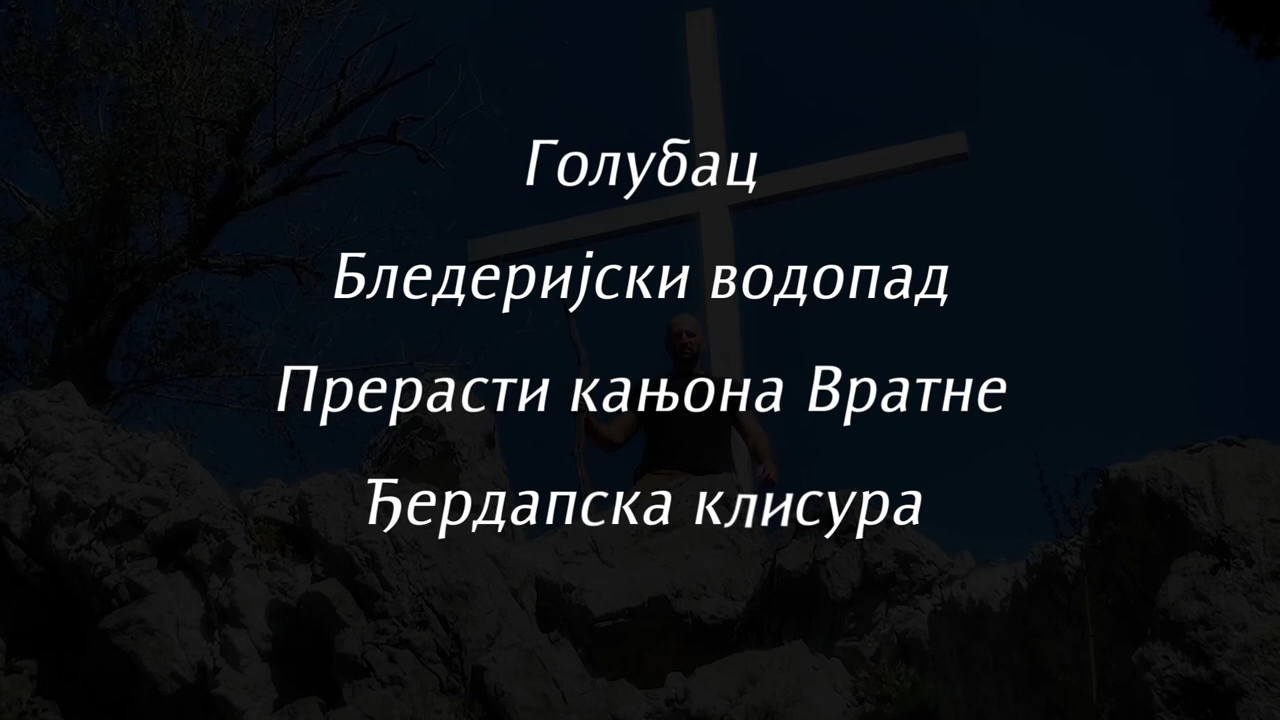 Голубац
Бледеријски водопад
Прерасти кањона Вратне
Ђердапска клисура